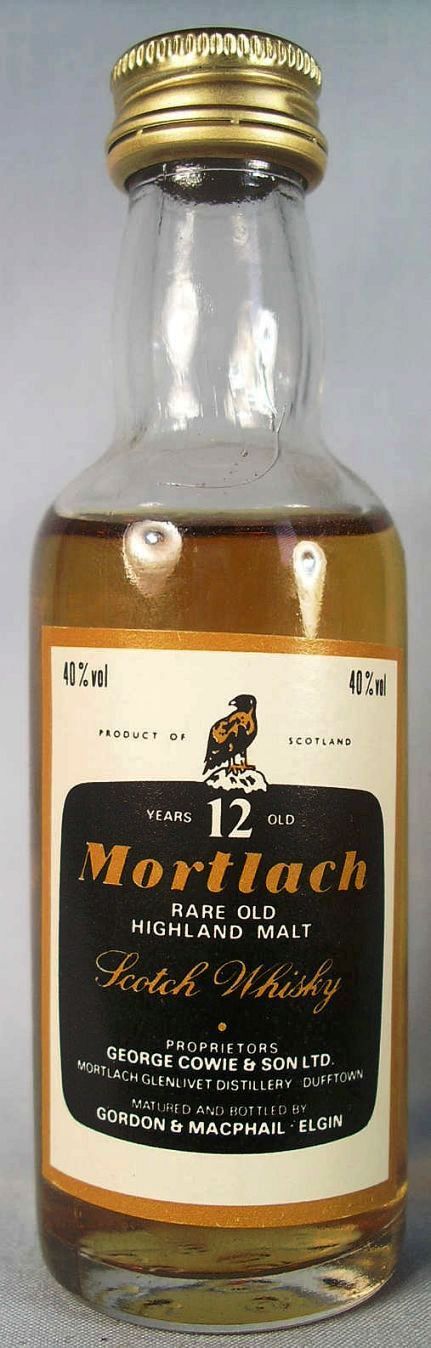 40%vol 40%vol
PRODUCT OF SCOTLAND
YEARS 12 OLD
Mortlach
RARE OLD
HIGHLAND MALT
Scotch Whisky
PROPRIETORS
GEORGE COWIE & SON LTD.
MORTLACH GLENLIVET DISTILLERY · DUFFTOWN
MATURED AND BOTTLED BY
GORDON & MACPHAIL · ELGIN